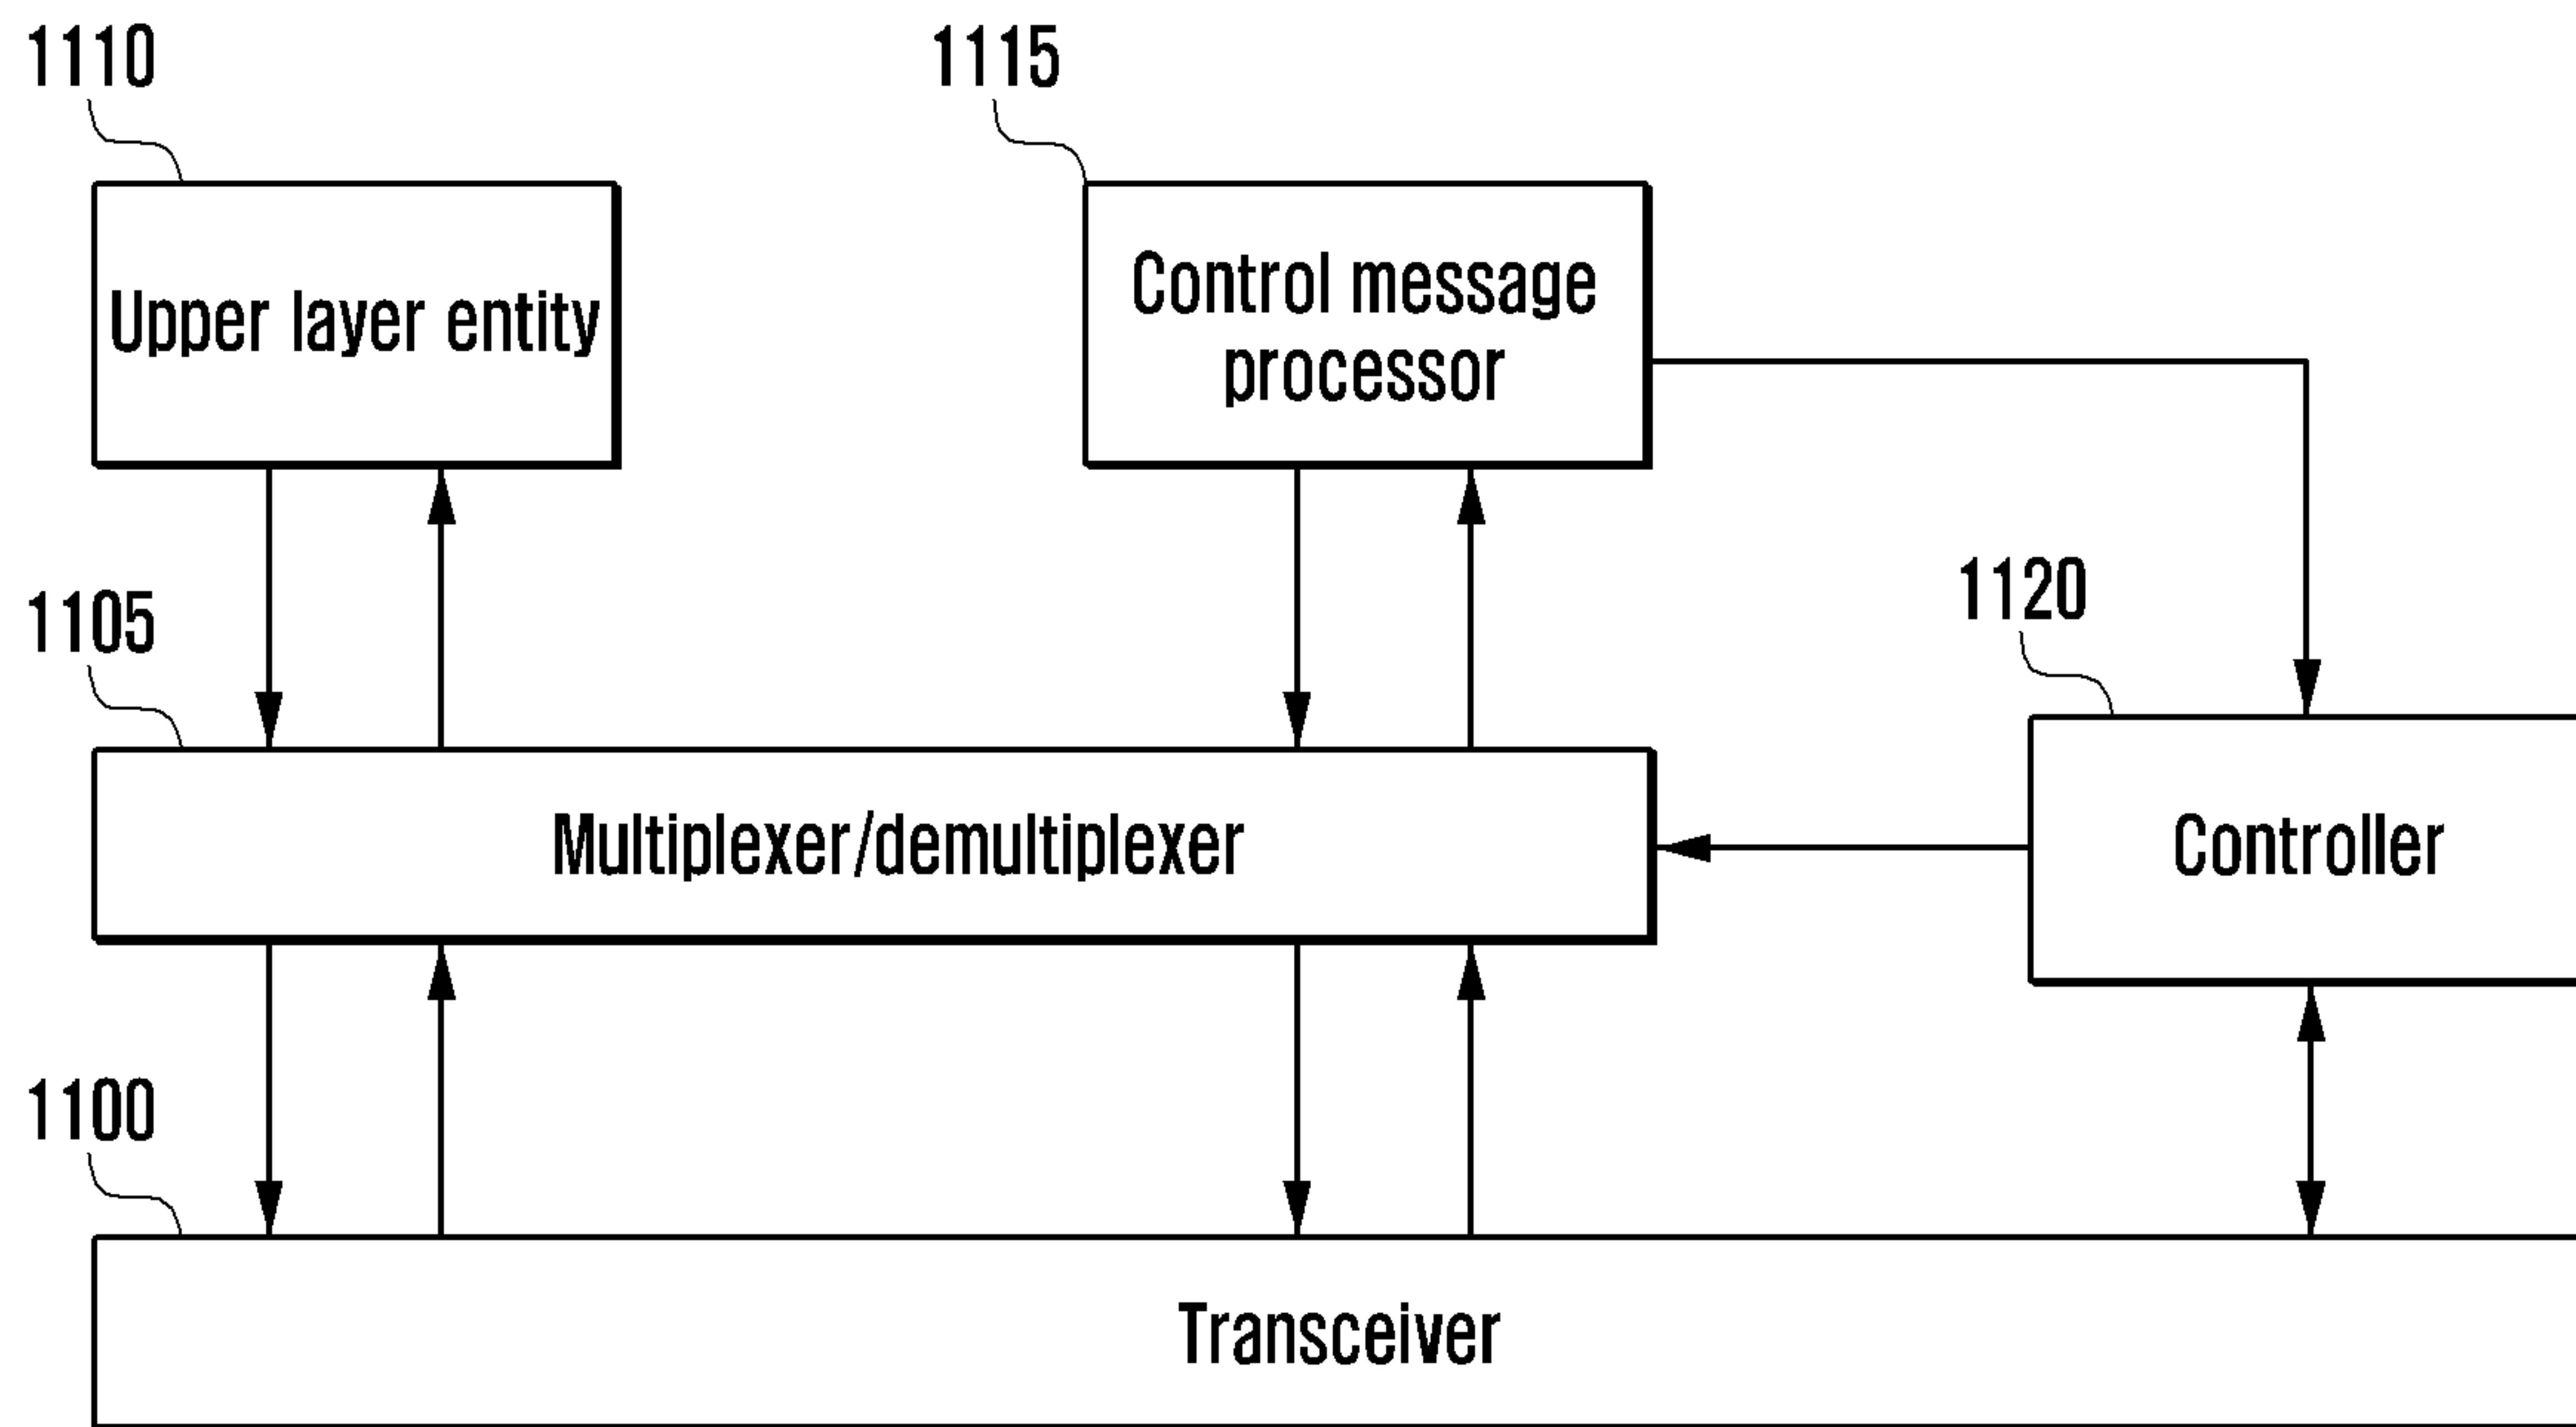 1110
1115
Upper layer entity
Control message
processor
1105
1120
Multiplexer/demultiplexer
Controller
1100
Transceiver